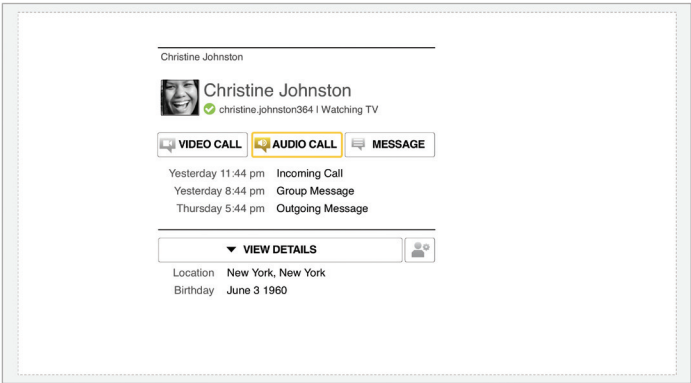 Christine Johnston
Christine Johnston
christine.johnston364 | Watching TV
VIDEO CALL AUDIO CALL MESSAGE
Yesterday 11:44 pm Incoming Call
Yesterday 8:44 pm Group Message
Thursday 5:44 pm Outgoing Message
VIEW DETAILS
Location New York, New York
Birthday June 3 1960